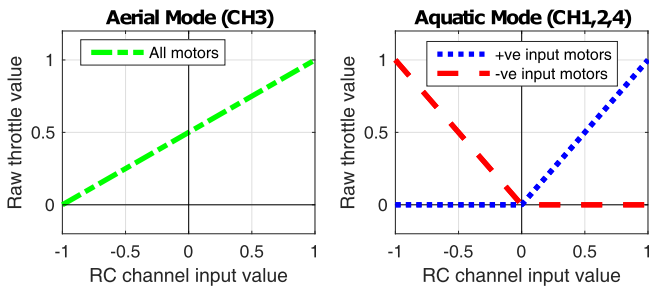 Aerial Mode (CH3)
All motors
Raw throttle value
1
0.5
0
-1
-0.5
0
0.5
1
RC channel input value
Aquatic Mode (CH1,2,4)
+ve input motors
-ve input motors
Raw throttle value
1
0.5
0
-1
-0.5
0
0.5
1
RC channel input value